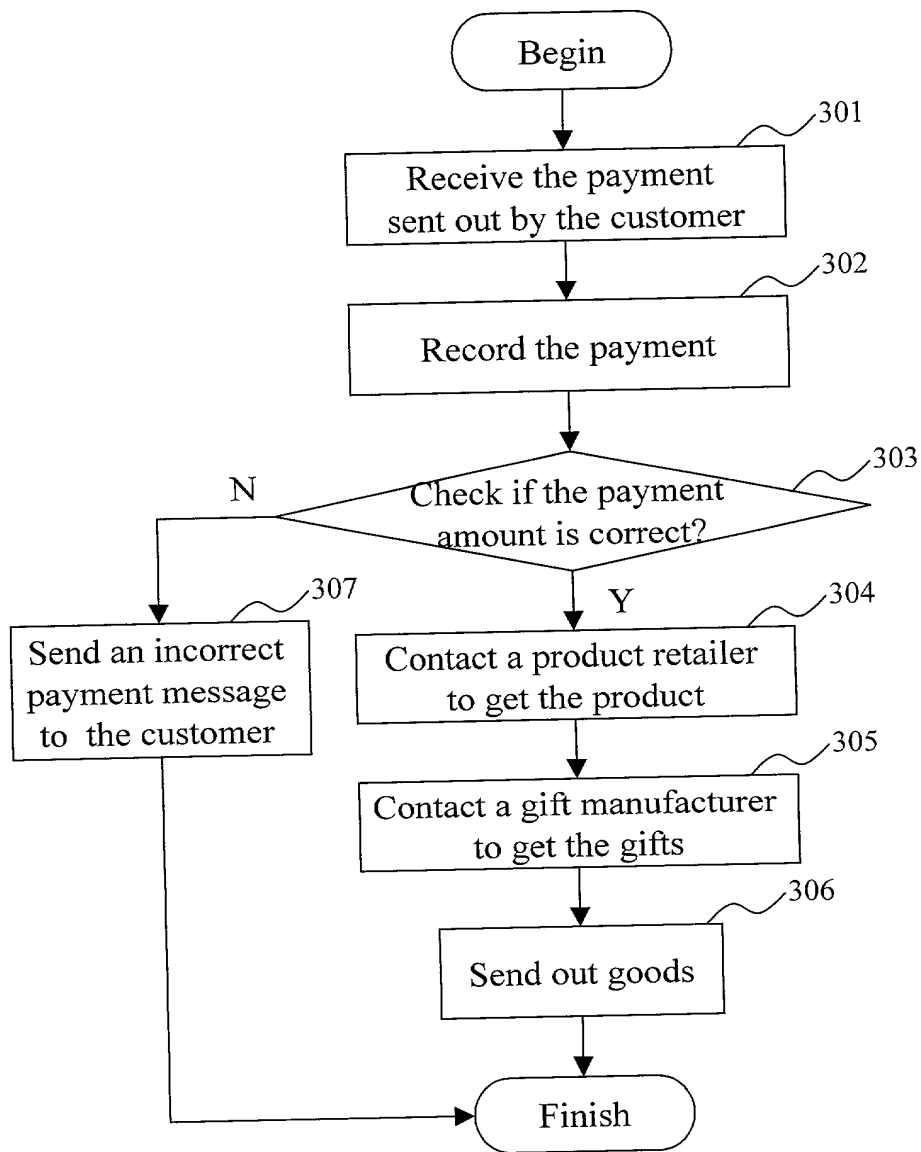 Begin
301
Receive the payment
sent out by the customer
302
Record the payment
303
Check if the payment
amount is correct?
N
Y
307
Send an incorrect
payment message
to the customer
304
Contact a product retailer
to get the product
305
Contact a gift manufacturer
to get the gifts
306
Send out goods
Finish